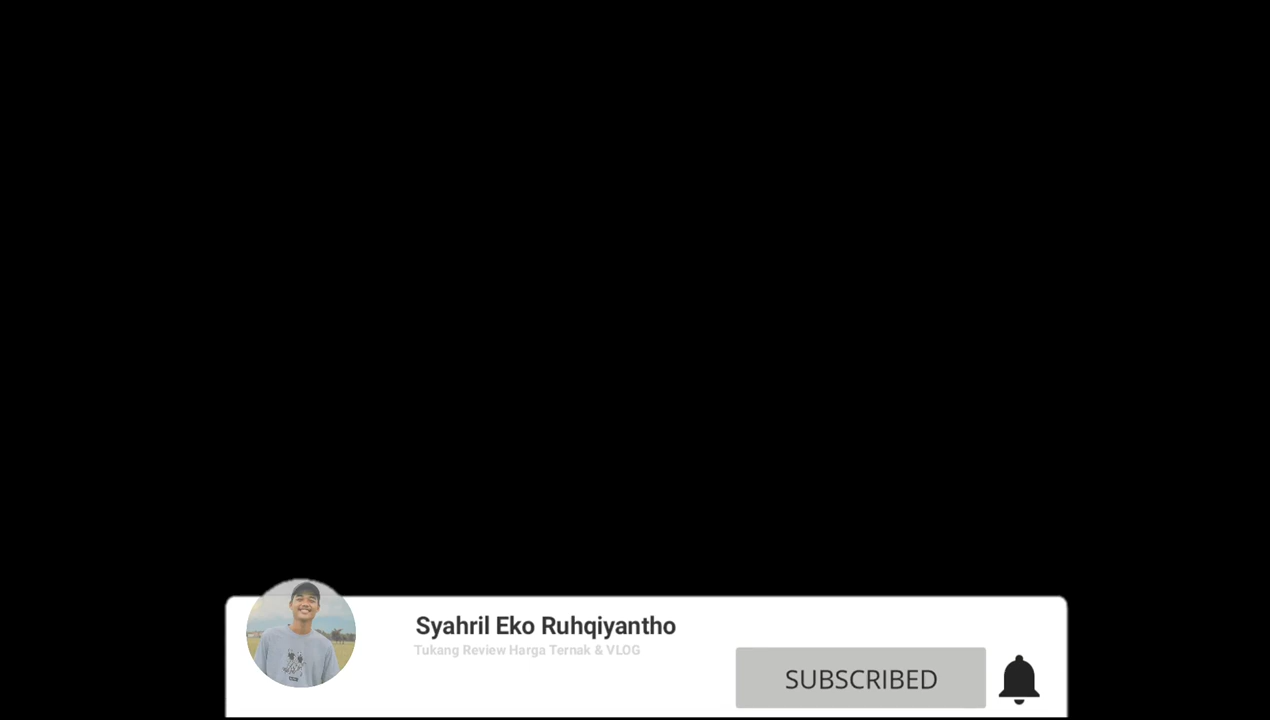 Syahril Eko Ruhqiyantho
Tukang Review Harga Ternak & VLOG
SUBSCRIBED